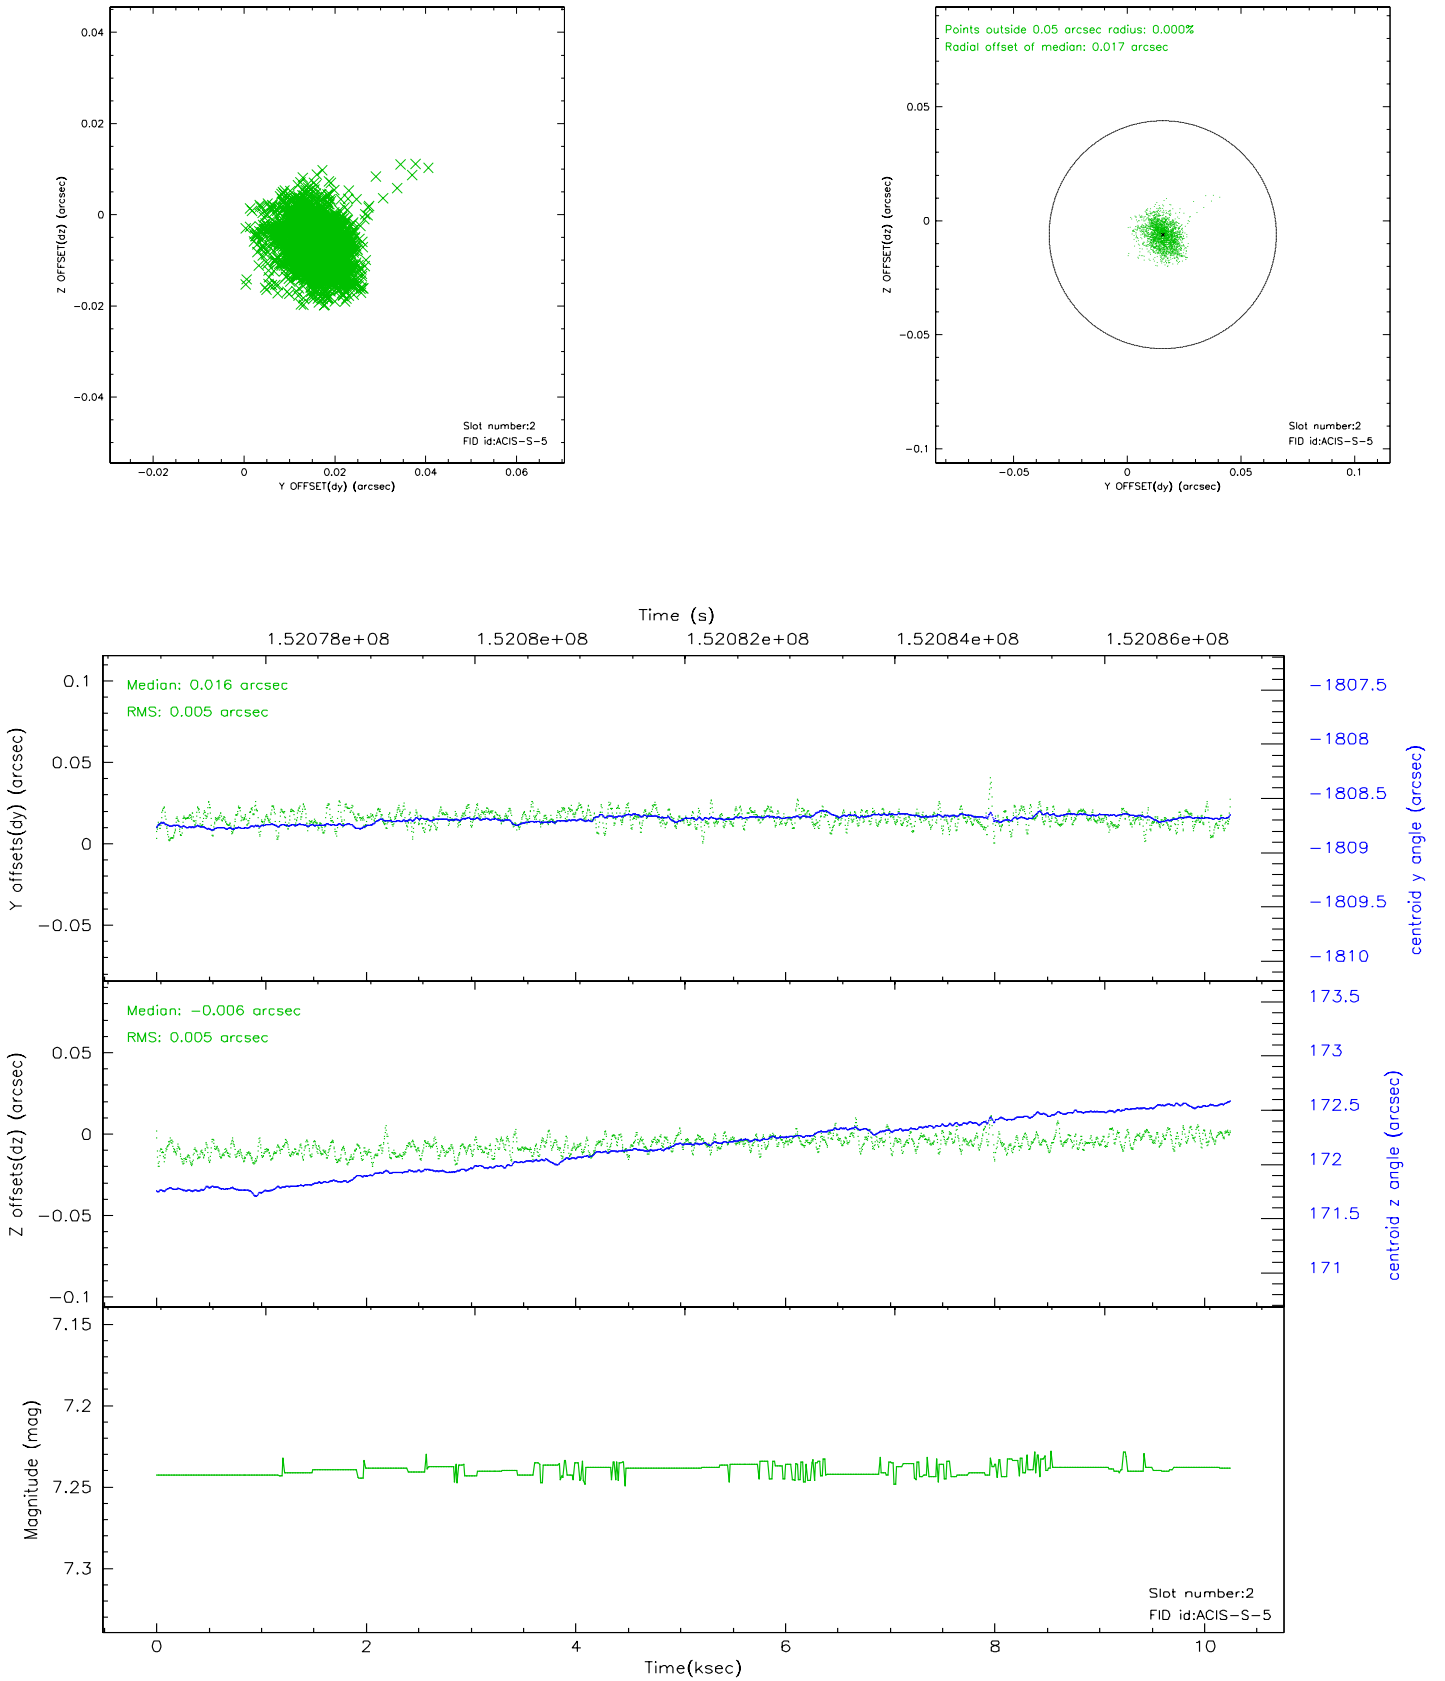 0.04
0.02
0
−0.02
−0.04
Z OFFSET(dz) (arcsec)
Slot number:2
FID id:ACIS−S−5
−0.02 0 0.02 0.04 0.06
Y OFFSET(dy) (arcsec)
Points outside 0.05 arcsec radius: 0.000%
Radial offset of median: 0.017 arcsec
0.05
0
−0.05
−0.1
Z OFFSET(dz) (arcsec)
Slot number:2
FID id:ACIS−S−5
−0.05 0 0.05 0.1
Y OFFSET(dy) (arcsec)
Time (s)
1.52078e+08 1.5208e+08 1.52082e+08 1.52084e+08 1.52086e+08
Median: 0.016 arcsec
RMS: 0.005 arcsec
0.1
0.05
0
−0.05
Y offsets(dy) (arcsec)
−1807.5
−1808
−1808.5
−1809
−1809.5
−1810
centroid y angle (arcsec)
Median: −0.006 arcsec
RMS: 0.005 arcsec
0.05
0
−0.05
−0.1
Z offsets(dz) (arcsec)
173.5
173
172.5
172
171.5
171
centroid z angle (arcsec)
7.15
7.2
7.25
7.3
Magnitude (mag)
Slot number:2
FID id:ACIS−S−5
0 2 4 6 8 10
Time(ksec)